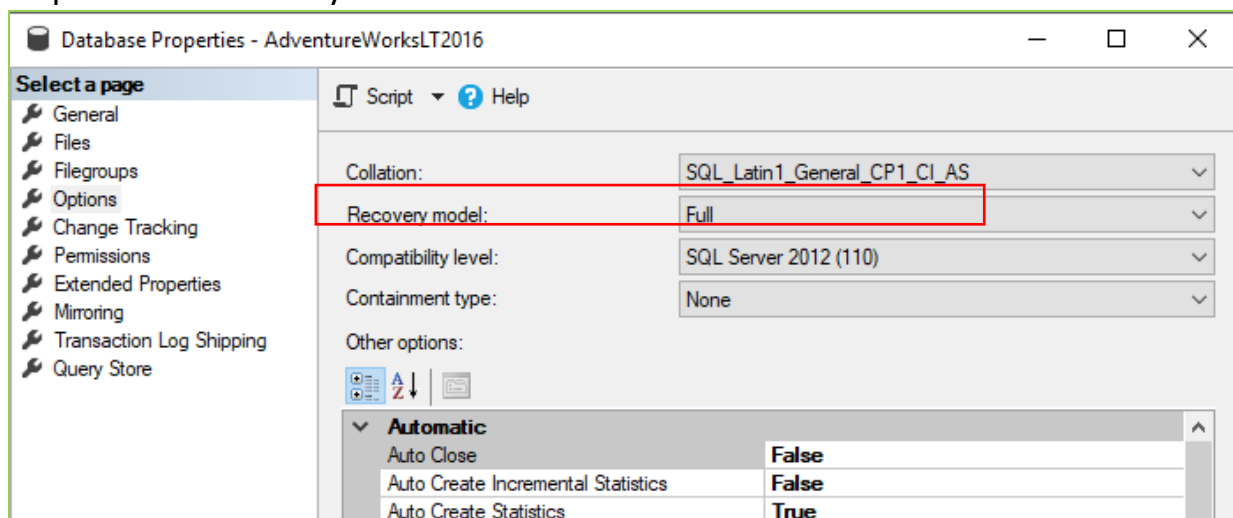 Database Properties - AdventureWorksLT2016
Select a page
General
Files
Filegroups
Options
Change Tracking
Permissions
Extended Properties
Mirroring
Transaction Log Shipping
Query Store
Script Help
Collation: SQL_Latin1_General_CP1_CI_AS
Recovery model: Full
Compatibility level: SQL Server 2012 (110)
Containment type: None
Other options:
Automatic
Auto Close False
Auto Create Incremental Statistics False
Auto Create Statistics True